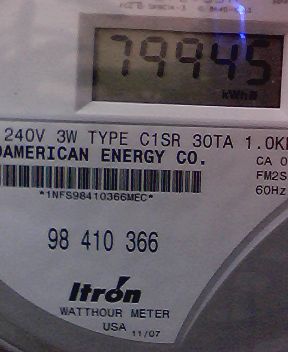 79945
kWh
240V 3W TYPE C1SR 30TA 1.0K
AMERICAN ENERGY CO.
CA 0
FM2S
60Hz
*1NFS98410366MEC*
98 410 366
Itron
WATTHOUR METER
USA 11/07